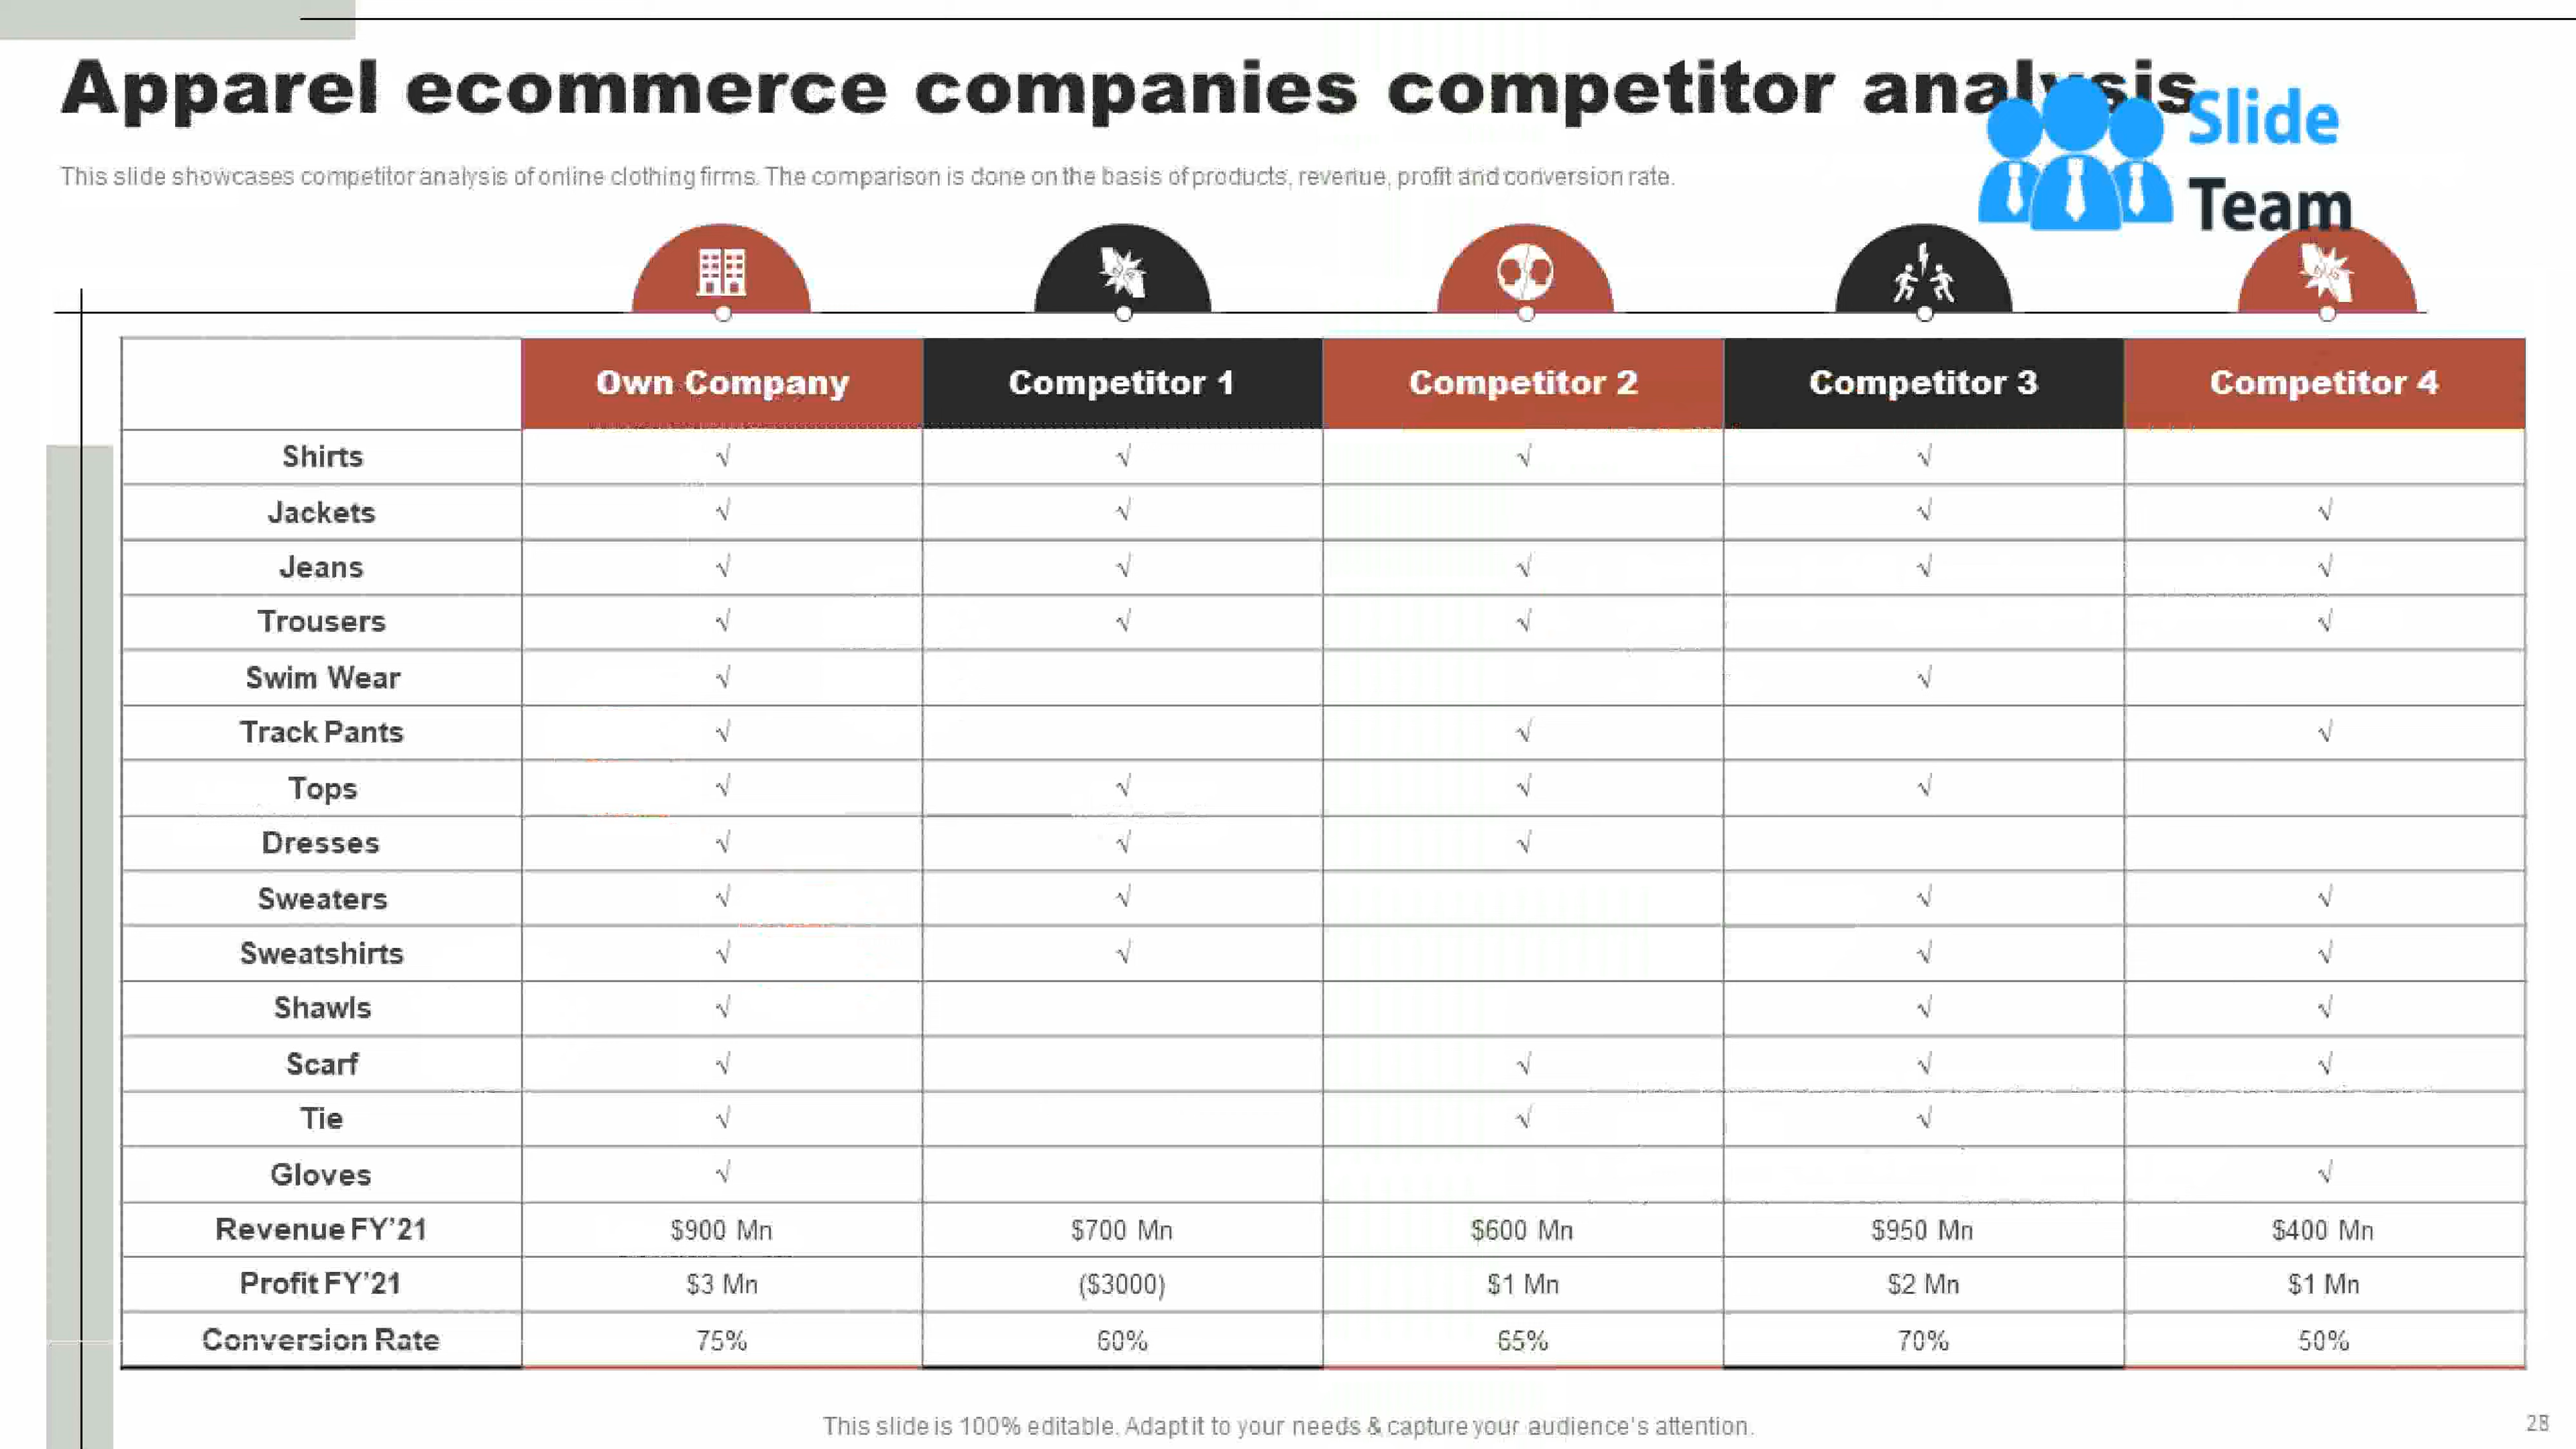 Apparel ecommerce companies competitor analysis
Slide
Team
This slide showcases competitor analysis of online clothing firms. The comparison is done on the basis of products, revenue, profit and conversion rate.
Own Company Competitor 1 Competitor 2 Competitor 3 Competitor 4
Shirts √ √ √ √
Jackets √ √ √ √
Jeans √ √ √ √ √
Trousers √ √ √ √
Swim Wear √ √
Track Pants √ √ √
Tops √ √ √ √
Dresses √ √ √
Sweaters √ √ √ √
Sweatshirts √ √ √ √
Shawls √ √ √
Scarf √ √ √ √
Tie √ √ √
Gloves √ √
Revenue FY’21 $900 Mn $700 Mn $600 Mn $950 Mn $400 Mn
Profit FY’21 $3 Mn ($3000) $1 Mn $2 Mn $1 Mn
Conversion Rate 75% 60% 65% 70% 50%
This slide is 100% editable. Adapt it to your needs & capture your audience's attention.
28